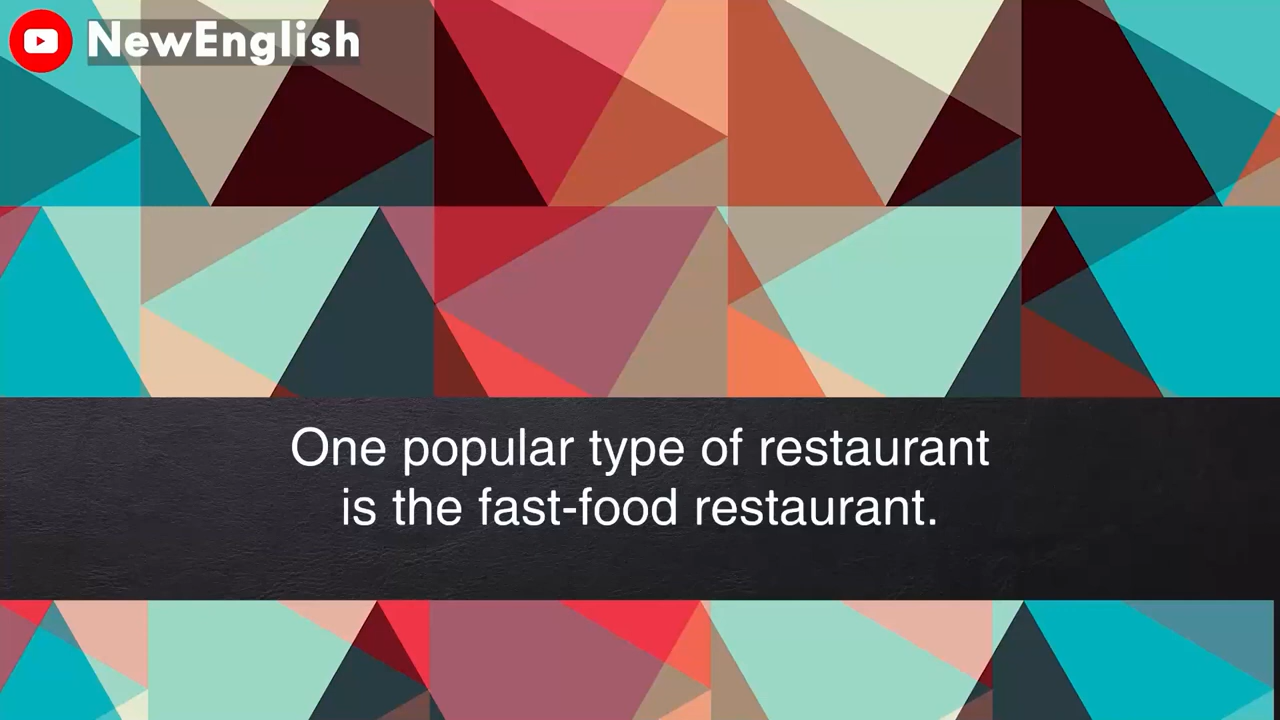 NewEnglish
One popular type of restaurant
is the fast-food restaurant.